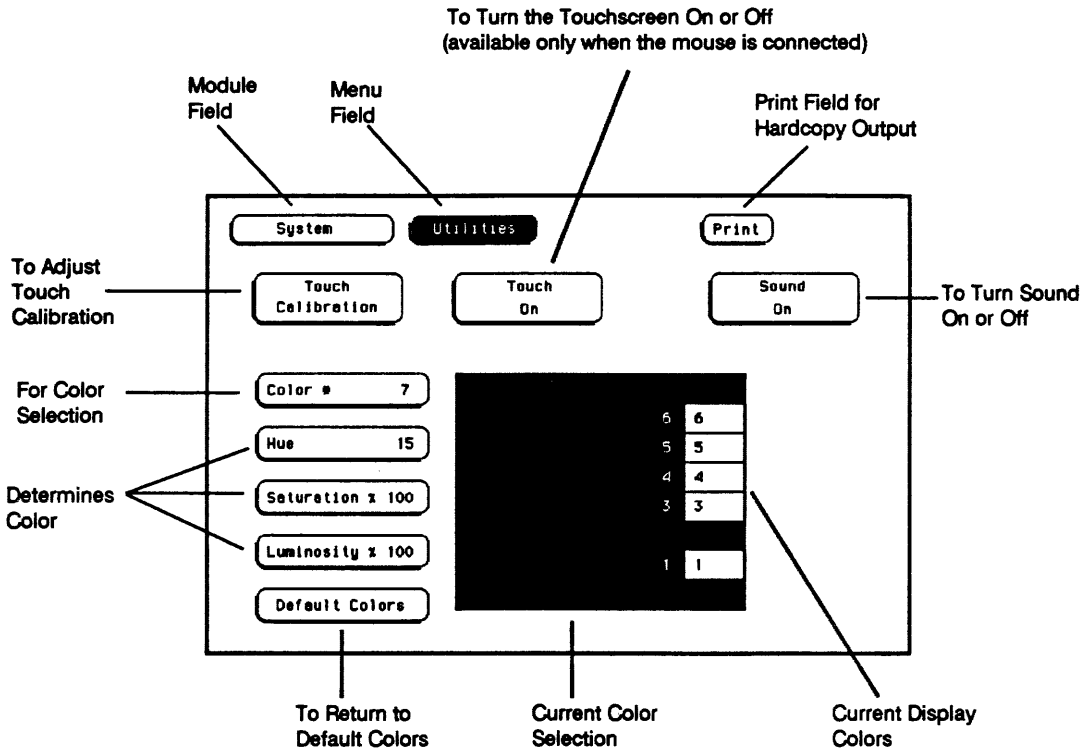 To Turn the Touchscreen On or Off
(available only when the mouse is connected)
Module
Field
Menu
Field
Print Field for
Hardcopy Output
System
Utilities
Print
To Adjust
Touch
Calibration
Touch
Calibration
Touch
On
Sound
On
To Turn Sound
On or Off
For Color
Selection
Color # 7
Hue 15
Saturation % 100
Luminosity % 100
Default Colors
Determines
Color
6 6
5 5
4 4
3 3
1 1
To Return to
Default Colors
Current Color
Selection
Current Display
Colors